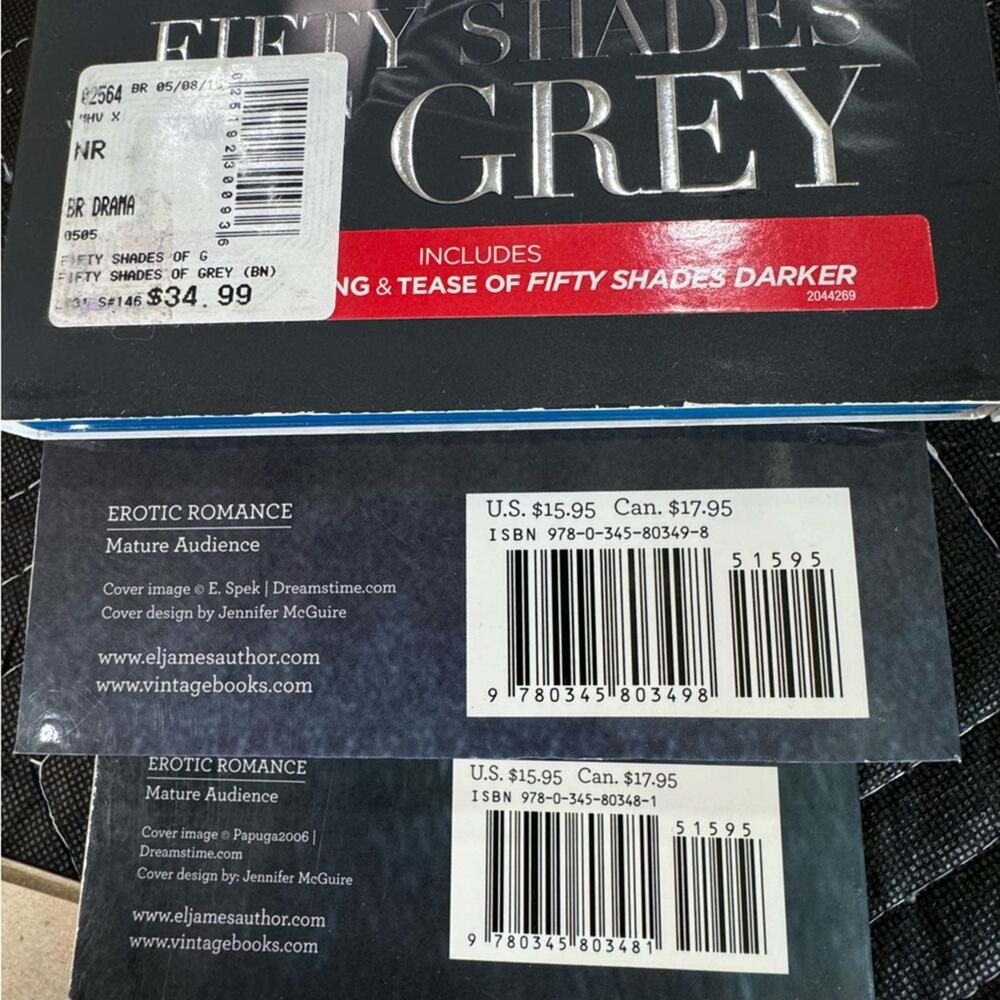 FIFTY SHADES
GREY
02564 BR 05/08/1
MHV X
NR
BR DRAMA
0505
FIFTY SHADES OF G
FIFTY SHADES OF GREY (BN)
S#146 $34.99
025192300936
INCLUDES
NG & TEASE OF FIFTY SHADES DARKER
2044269
EROTIC ROMANCE
Mature Audience
Cover image © E. Spek | Dreamstime.com
Cover design by Jennifer McGuire
www.eljamesauthor.com
www.vintagebooks.com
U.S. $15.95 Can. $17.95
ISBN 978-0-345-80349-8
51595
9 780345 803498
EROTIC ROMANCE
Mature Audience
Cover image © Papuga2006 |
Dreamstime.com
Cover design by: Jennifer McGuire
www.eljamesauthor.com
www.vintagebooks.com
U.S. $15.95 Can. $17.95
ISBN 978-0-345-80348-1
51595
9 780345 803481